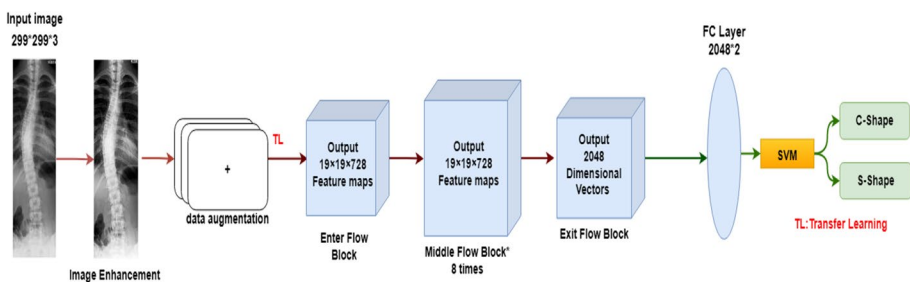 Input image
299*299*3
Image Enhancement
+
data augmentation
TL
Output
19×19×728
Feature maps
Enter Flow
Block
Output
19×19×728
Feature maps
Middle Flow Block*
8 times
Output
2048
Dimensional
Vectors
Exit Flow Block
FC Layer
2048*2
SVM
C-Shape
S-Shape
TL:Transfer Learning